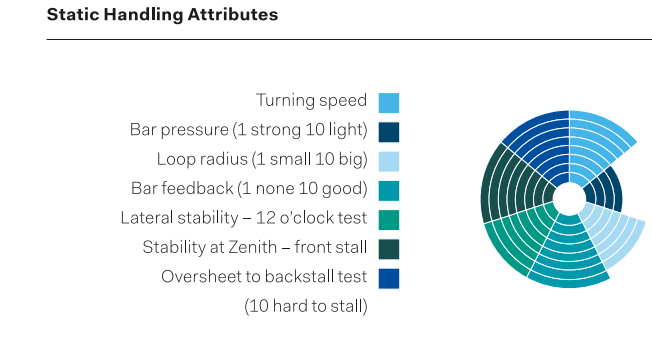 Static Handling Attributes
Turning speed
Bar pressure (1 strong 10 light)
Loop radius (1 small 10 big)
Bar feedback (1 none 10 good)
Lateral stability – 12 o’clock test
Stability at Zenith – front stall
Oversheet to backstall test
(10 hard to stall)